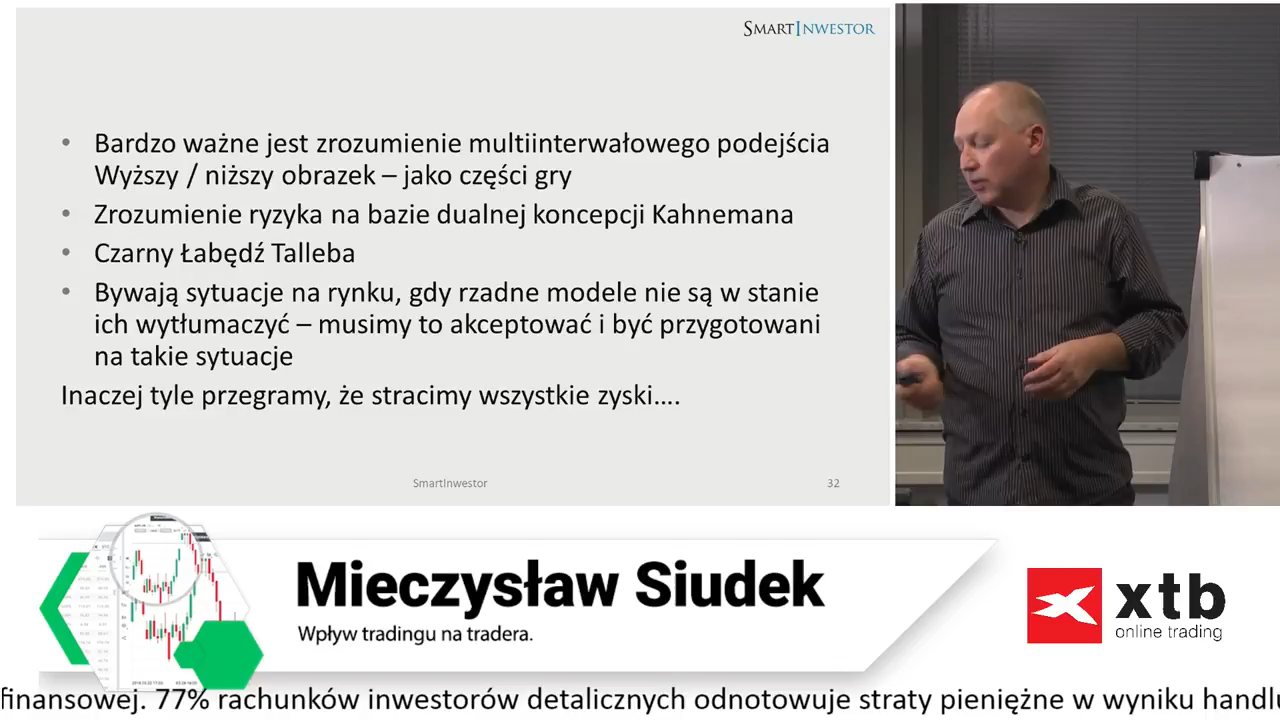 SMARTINWESTOR
• Bardzo ważne jest zrozumienie multiinterwałowego podejścia
Wyższy / niższy obrazek – jako części gry
• Zrozumienie ryzyka na bazie dualnej koncepcji Kahnemana
• Czarny Łabędź Talleba
• Bywają sytuacje na rynku, gdy rzadne modele nie są w stanie
ich wytłumaczyć – musimy to akceptować i być przygotowani
na takie sytuacje
Inaczej tyle przegramy, że stracimy wszystkie zyski....
SmartInwestor
32
Mieczysław Siudek
Wpływ tradingu na tradera.
xtb
online trading
finansowej. 77% rachunków inwestorów detalicznych odnotowuje straty pieniężne w wyniku handlu